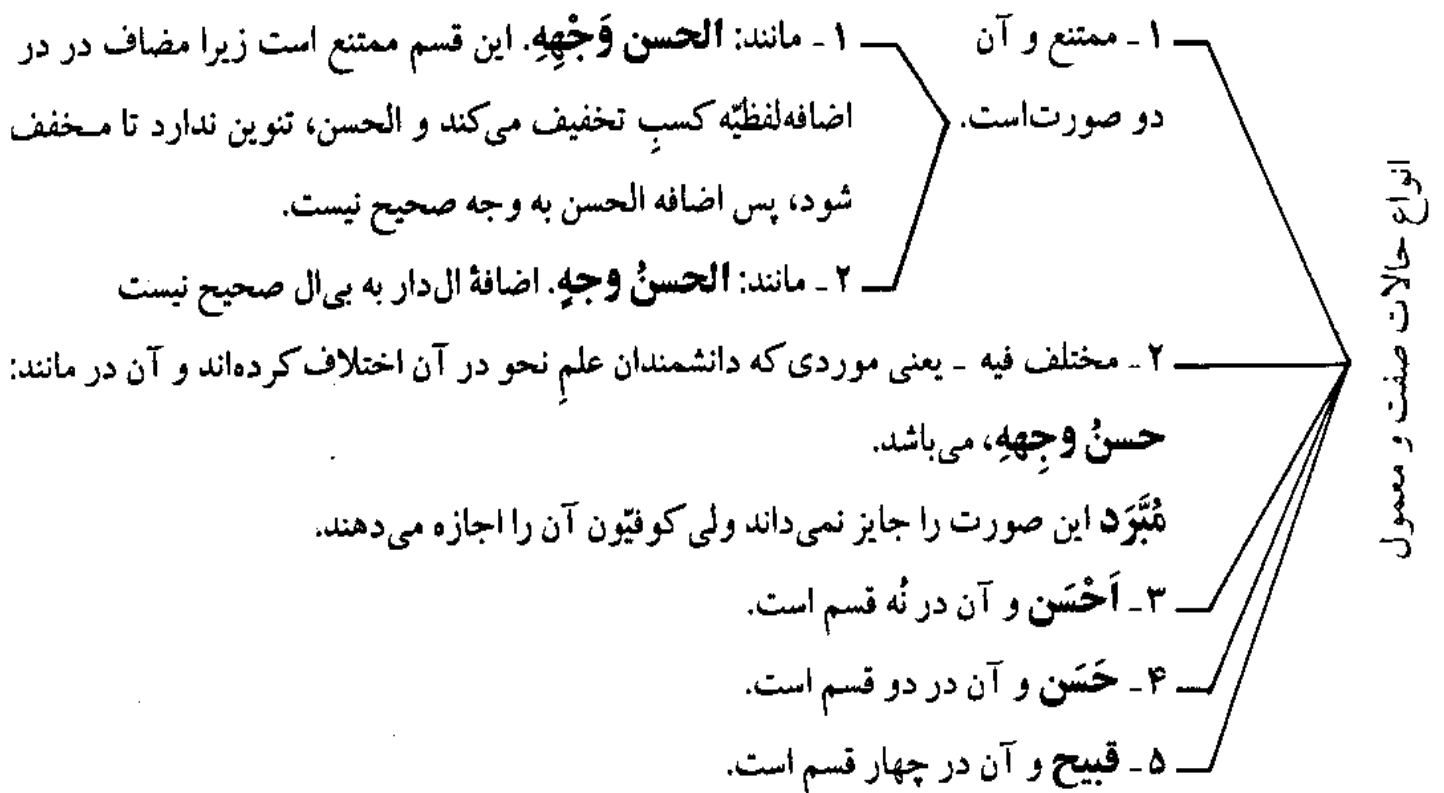 انواع حالات صفت و معمول
۱ ـ ممتنع و آن
دو صورت‌است.
۱ ـ مانند: الحسن وَجْهِهِ. این قسم ممتنع است زیرا مضاف در در
اضافه‌لفظیّه کسبِ تخفیف می‌کند و الحسن، تنوین ندارد تا مـخفف
شود، پس اضافه الحسن به وجه صحیح نیست.
۲ ـ مانند: الحسنُ وجهٍ. اضافهٔ ال‌دار به بی‌ال صحیح نیست
۲ ـ مختلف فیه ـ یعنی موردی که دانشمندان علمِ نحو در آن اختلاف کرده‌اند و آن در مانند:
حسنُ وجِههِ، می‌باشد.
مُبَّرَد این صورت را جایز نمی‌داند ولی کوفیّون آن را اجازه می‌دهند.
۳ ـ اَحْسَن و آن در نُه قسم است.
۴ ـ حَسَن و آن در دو قسم است.
۵ ـ قبیح و آن در چهار قسم است.